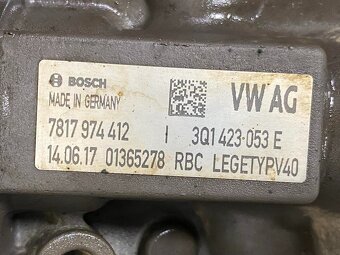 BOSCH VW AG
MADE IN GERMANY
7817 974 412 | 3Q1 423-053 E
14.06.17 01365278 RBC LEGETYPV40